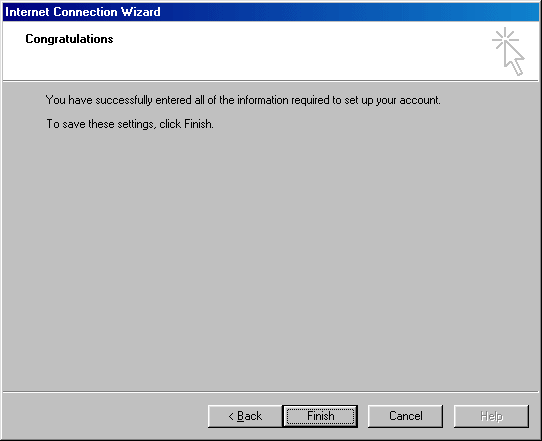 Internet Connection Wizard
Congratulations
You have successfully entered all of the information required to set up your account.
To save these settings, click Finish.
< Back Finish Cancel Help